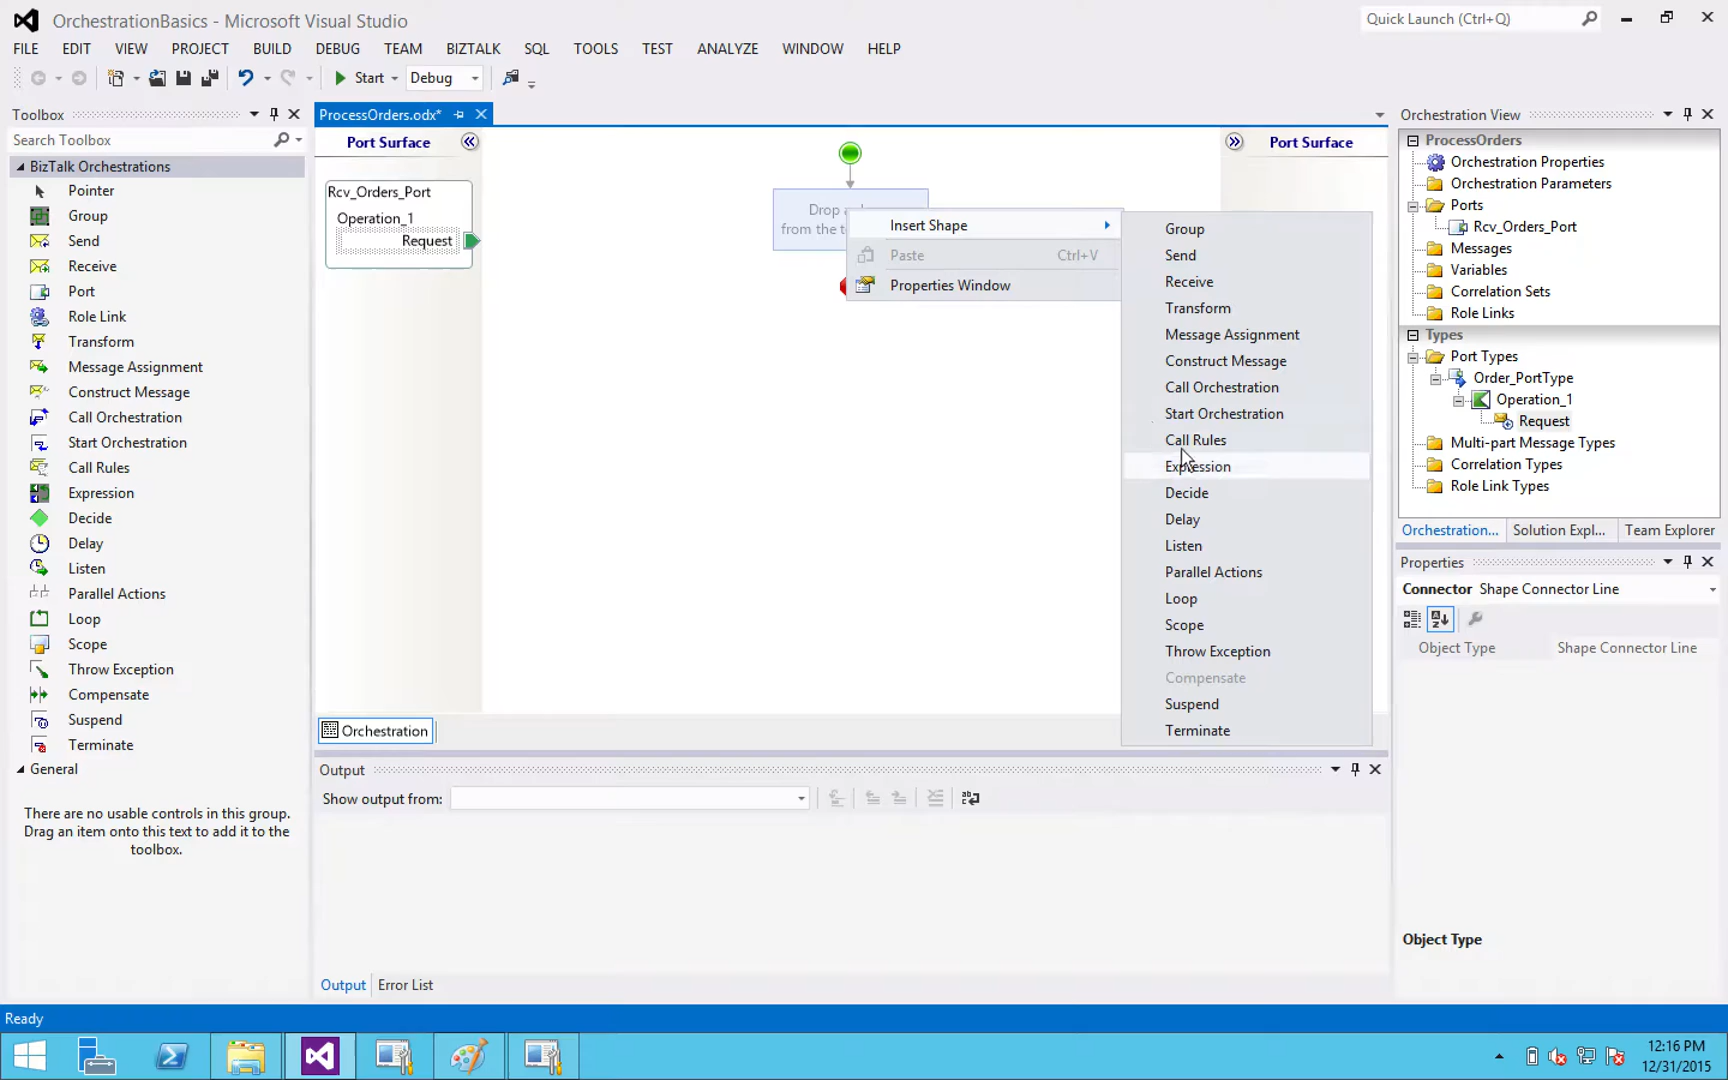 OrchestrationBasics - Microsoft Visual Studio
Quick Launch (Ctrl+Q)
FILE EDIT VIEW PROJECT BUILD DEBUG TEAM BIZTALK SQL TOOLS TEST ANALYZE WINDOW HELP
Start Debug
Toolbox
Search Toolbox
BizTalk Orchestrations
Pointer
Group
Send
Receive
Port
Role Link
Transform
Message Assignment
Construct Message
Call Orchestration
Start Orchestration
Call Rules
Expression
Decide
Delay
Listen
Parallel Actions
Loop
Scope
Throw Exception
Compensate
Suspend
Terminate
General
There are no usable controls in this group.
Drag an item onto this text to add it to the
toolbox.
ProcessOrders.odx*
Port Surface
Rcv_Orders_Port
Operation_1
Request
Drop
from the
Port Surface
Insert Shape
Paste Ctrl+V
Properties Window
Group
Send
Receive
Transform
Message Assignment
Construct Message
Call Orchestration
Start Orchestration
Call Rules
Expression
Decide
Delay
Listen
Parallel Actions
Loop
Scope
Throw Exception
Compensate
Suspend
Terminate
Orchestration
Output
Show output from:
Output Error List
Orchestration View
ProcessOrders
Orchestration Properties
Orchestration Parameters
Ports
Rcv_Orders_Port
Messages
Variables
Correlation Sets
Role Links
Types
Port Types
Order_PortType
Operation_1
Request
Multi-part Message Types
Correlation Types
Role Link Types
Orchestration... Solution Expl... Team Explorer
Properties
Connector Shape Connector Line
Object Type Shape Connector Line
Object Type
Ready
12:16 PM
12/31/2015